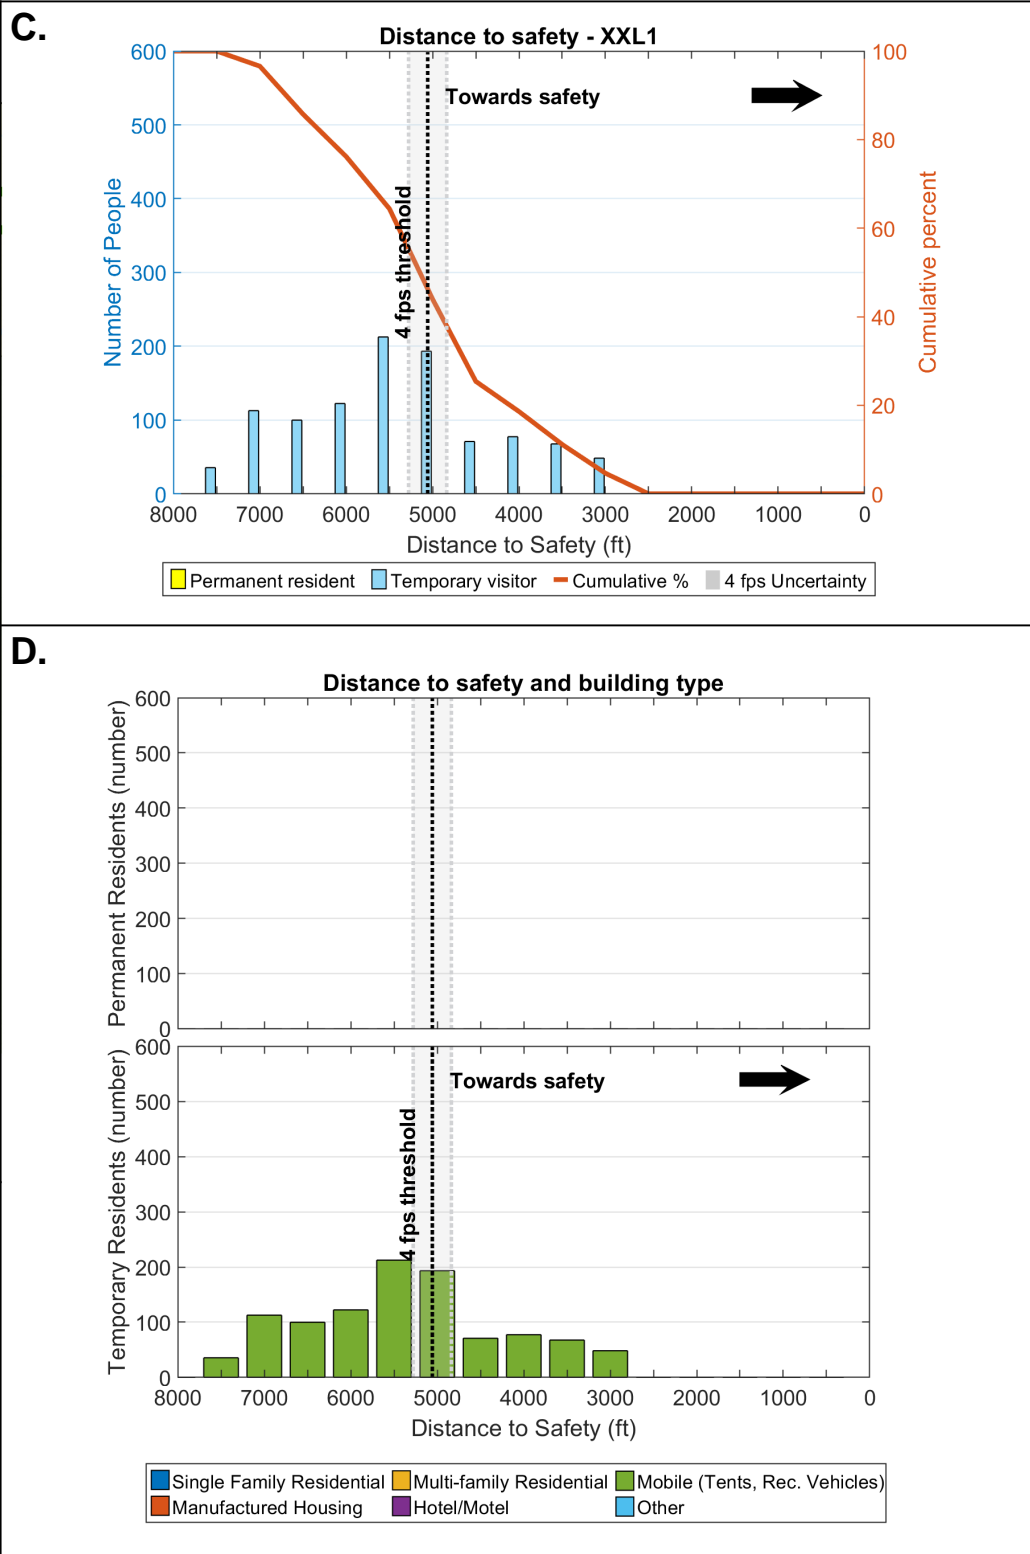 C.
Distance to safety - XXL1
600
500
400
300
200
100
0
Number of People
100
80
60
40
20
0
Cumulative percent
Towards safety
4 fps threshold
8000 7000 6000 5000 4000 3000 2000 1000 0
Distance to Safety (ft)
Permanent resident Temporary visitor Cumulative % 4 fps Uncertainty
D.
Distance to safety and building type
600
500
400
300
200
100
0
Permanent Residents (number)
600
500
400
300
200
100
0
Temporary Residents (number)
Towards safety
4 fps threshold
8000 7000 6000 5000 4000 3000 2000 1000 0
Distance to Safety (ft)
Single Family Residential Multi-family Residential Mobile (Tents, Rec. Vehicles)
Manufactured Housing Hotel/Motel Other